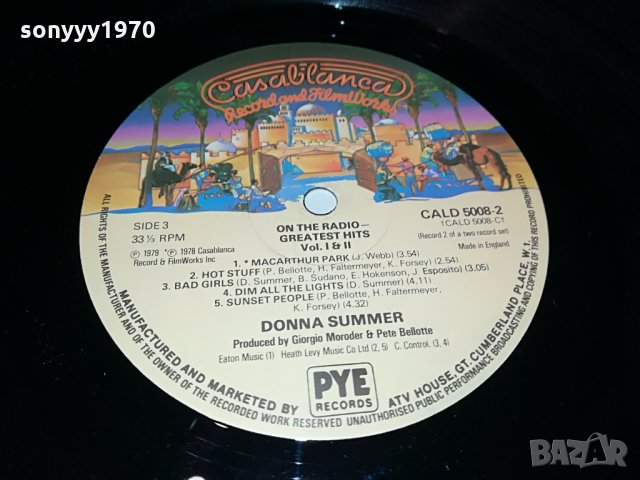 sonyyy1970
Casablanca
Record and FilmWorks
ON THE RADIO –
GREATEST HITS
Vol. I & II
SIDE 3
33⅓ RPM
℗ 1979 *℗ 1978 Casablanca
Record & FilmWorks Inc
CALD 5008-2
†CALD 5008-C†
(Record 2 of a two record set)
Made in England
1. * MACARTHUR PARK (J. Webb) (3.54)
2. HOT STUFF (P. Bellotte, H. Faltermeyer, K. Forsey) (3.47)
3. BAD GIRLS (D. Summer, B. Sudano, E. Hokenson, J Esposito) (3.05)
4. DIM ALL THE LIGHTS (D. Summer) (4.11)
5. SUNSET PEOPLE (P. Bellotte, H. Faltermeyer,
K. Forsey) (4.32)
DONNA SUMMER
Produced by Giorgio Moroder & Pete Bellotte
Eaton Music (1) Heath Levy Music Co Ltd (2, 5) C. Control. (3, 4)
PYE
RECORDS
MANUFACTURED AND MARKETED BY
ATV HOUSE, GT. CUMBERLAND PLACE, W.1.
ALL RIGHTS OF THE MANUFACTURER AND OF THE OWNER OF THE RECORDED WORK RESERVED UNAUTHORISED PUBLIC PERFORMANCE BROADCASTING AND COPYING OF THIS RECORD PROHIBITED
BAZAR